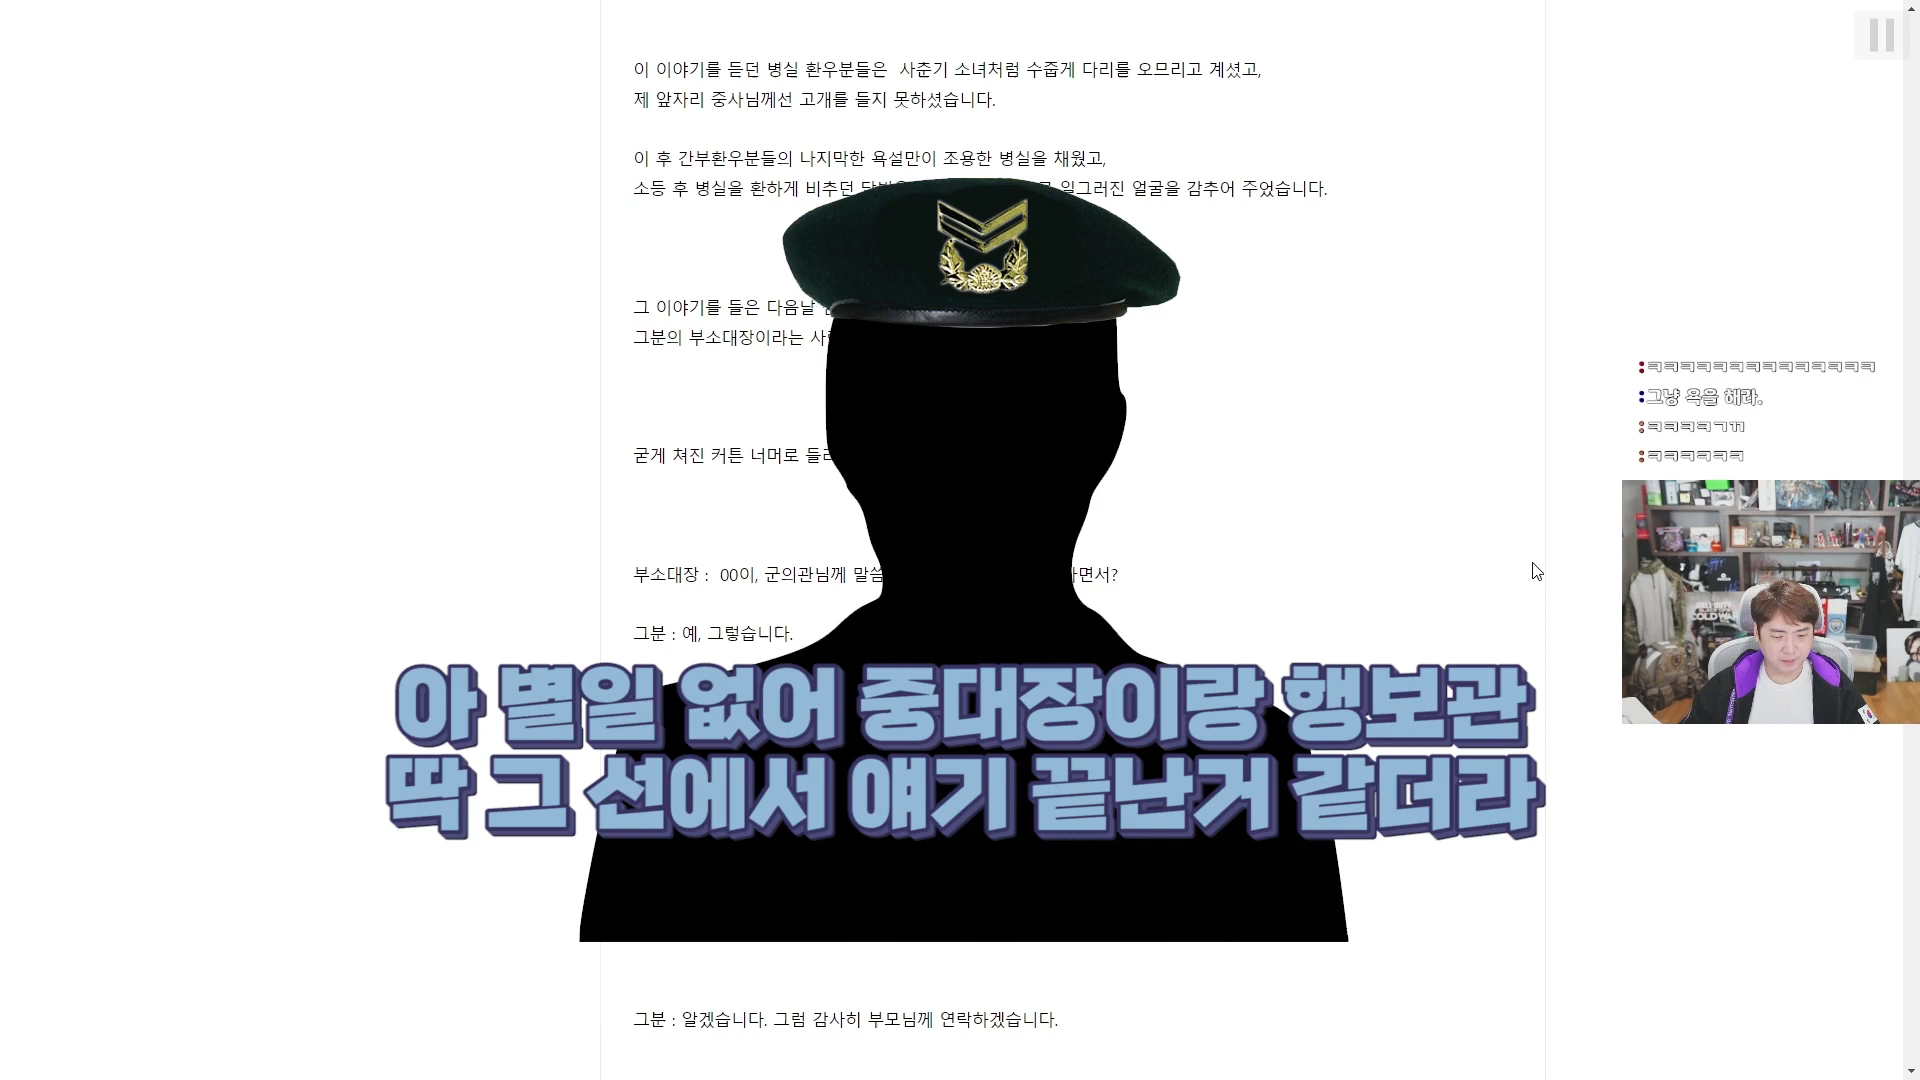 이 이야기를 듣던 병실 환우분들은  사춘기 소녀처럼 수줍게 다리를 오므리고 계셨고,
제 앞자리 중사님께선 고개를 들지 못하셨습니다.
이 후 간부환우분들의 나지막한 욕설만이 조용한 병실을 채웠고,
소등 후 병실을 환하게 비추던 일그러진 얼굴을 감추어 주었습니다.
그 이야기를 들은 다음날
그분의 부소대장이라는
굳게 쳐진 커튼 너머로
부소대장 :  00이, 군의관님께 말씀
그분 : 예, 그렇습니다.
아 별일 없어 중대장이랑 행보관
딱 그 선에서 얘기 끝난거 같더라
그분 : 알겠습니다. 그럼 감사히 부모님께 연락하겠습니다.
:ㅋㅋㅋㅋㅋㅋㅋㅋㅋㅋㅋㅋㅋㅋ
:그냥 욕을 해라.
:ㅋㅋㅋㅋㄱㄲ
:ㅋㅋㅋㅋㅋㅋ